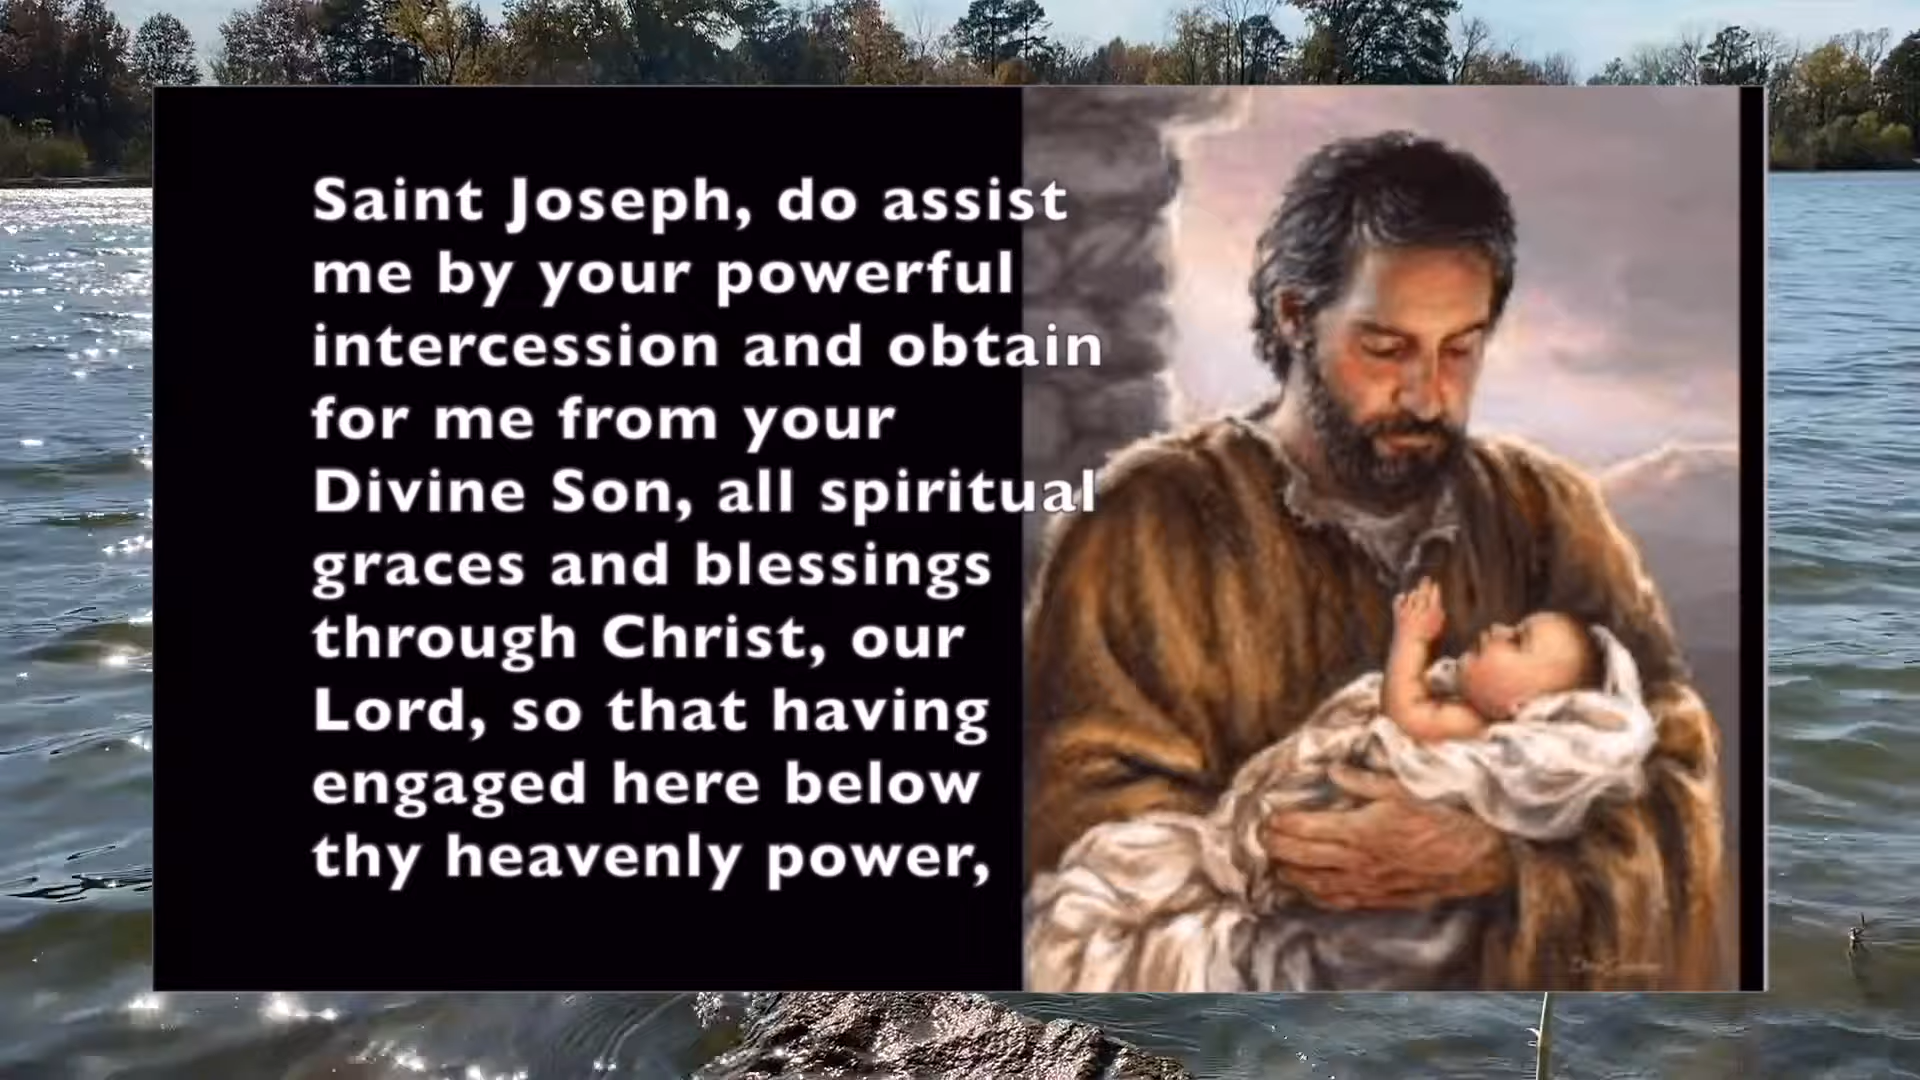 Saint Joseph, do assist
me by your powerful
intercession and obtain
for me from your
Divine Son, all spiritual
graces and blessings
through Christ, our
Lord, so that having
engaged here below
thy heavenly power,